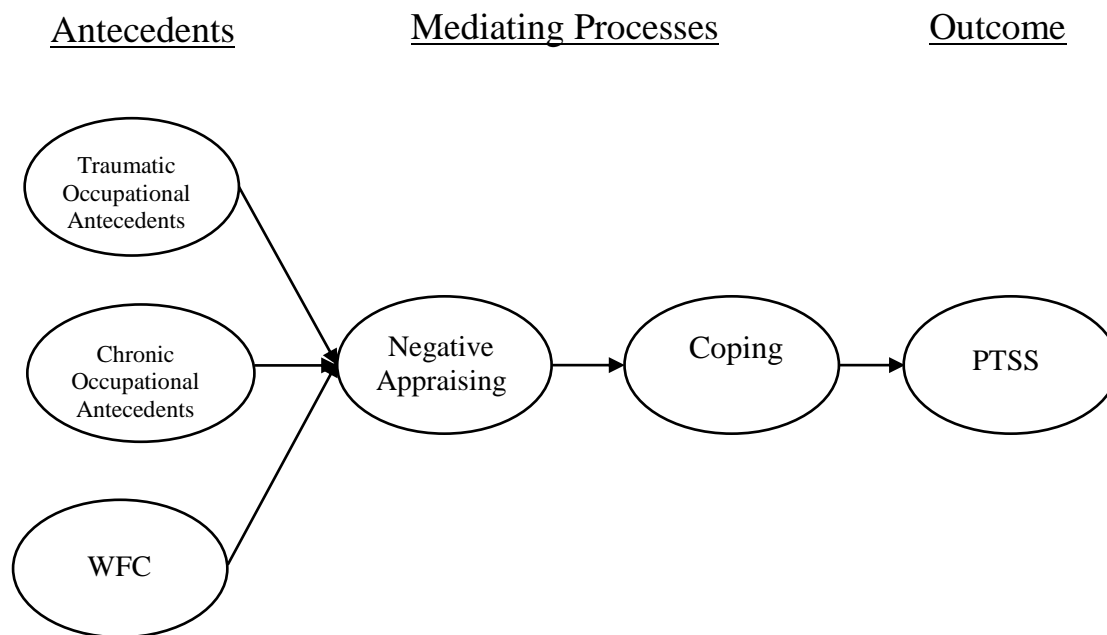 Antecedents
Mediating Processes
Outcome
Traumatic
Occupational
Antecedents
Chronic
Occupational
Antecedents
WFC
Negative
Appraising
Coping
PTSS